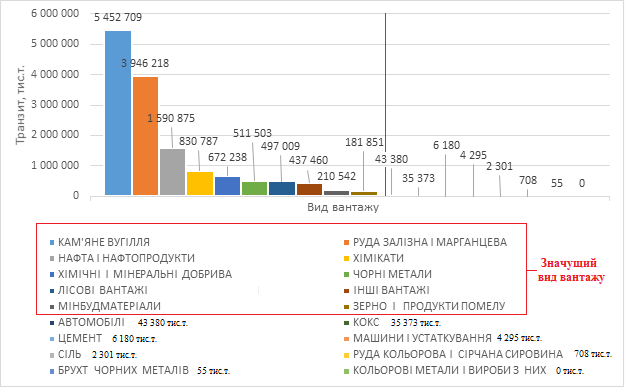 5 452 709
6 000 000
5 000 000
4 000 000
3 000 000
2 000 000
1 000 000
0
Транзит, тис.т.
3 946 218
1 590 875
830 787
672 238
511 503
497 009
437 460
210 542
181 851
43 380
35 373
6 180
4 295
2 301
708
55
0
Вид вантажу
КАМ'ЯНЕ ВУГІЛЛЯ
РУДА ЗАЛІЗНА І МАРГАНЦЕВА
НАФТА І НАФТОПРОДУКТИ
ХІМІКАТИ
ХІМІЧНІ І МІНЕРАЛЬНІ ДОБРИВА
ЧОРНІ МЕТАЛИ
ЛІСОВІ ВАНТАЖІ
ІНШІ ВАНТАЖІ
МІНБУДМАТЕРІАЛИ
ЗЕРНО І ПРОДУКТИ ПОМЕЛУ
Значущий
вид вантажу
АВТОМОБІЛІ 43 380 тис.т.
КОКС 35 373 тис.т.
ЦЕМЕНТ 6 180 тис.т.
МАШИНИ І УСТАТКУВАННЯ 4 295 тис.т.
СІЛЬ 2 301 тис.т.
РУДА КОЛЬОРОВА І СІРЧАНА СИРОВИНА 708 тис.т.
БРУХТ ЧОРНИХ МЕТАЛІВ 55 тис.т.
КОЛЬОРОВІ МЕТАЛИ І ВИРОБИ З НИХ 0 тис.т.